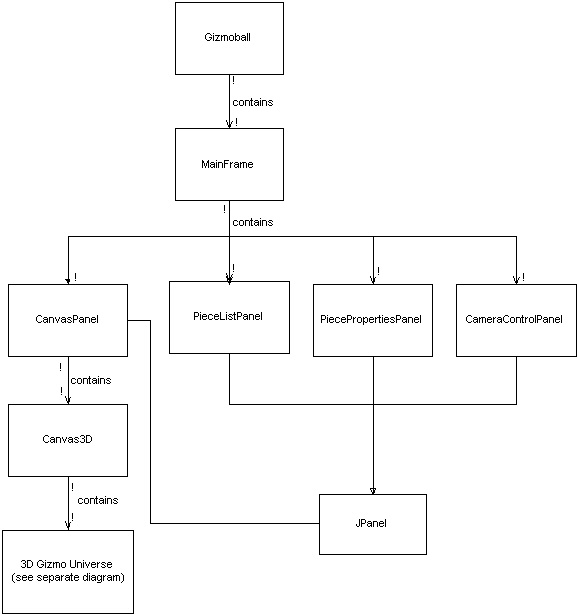 Gizmoball
!
contains
!
MainFrame
!
contains
!
!
!
!
CanvasPanel
PieceListPanel
PiecePropertiesPanel
CameraControlPanel
!
contains
!
Canvas3D
!
contains
!
JPanel
3D Gizmo Universe
(see separate diagram)